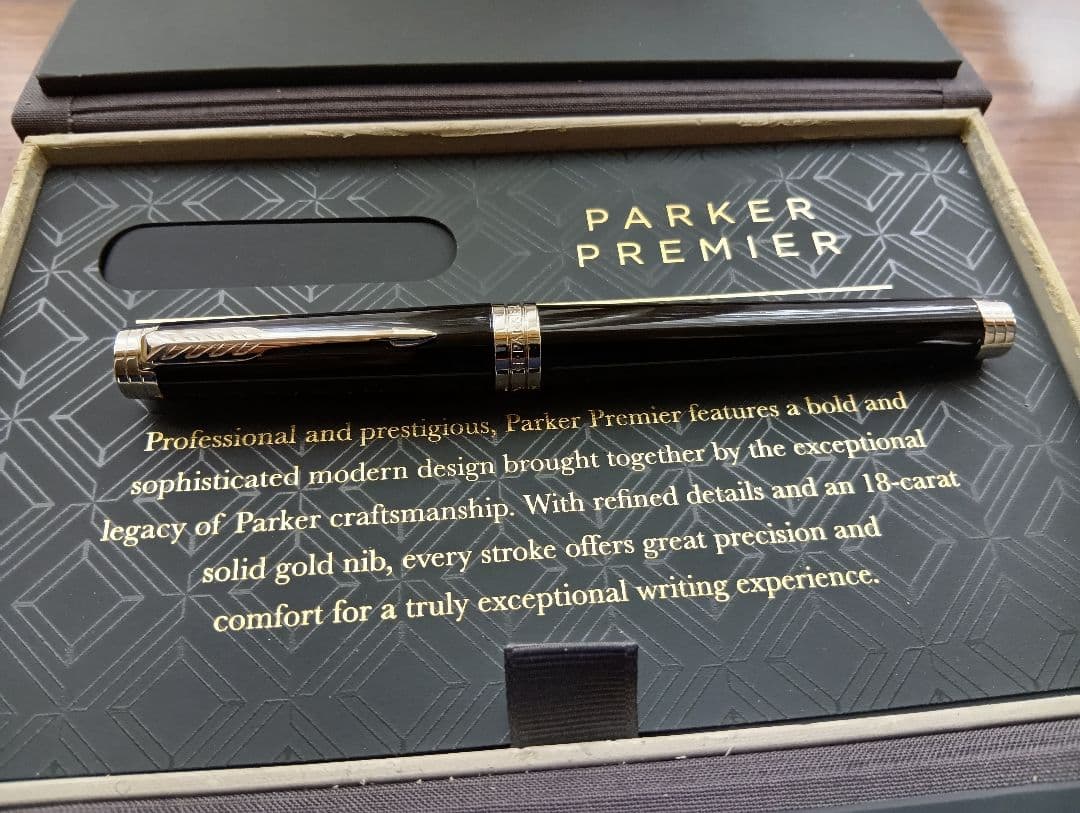 PARKER
PREMIER
Professional and prestigious, Parker Premier features a bold and
sophisticated modern design brought together by the exceptional
legacy of Parker craftsmanship. With refined details and an 18-carat
solid gold nib, every stroke offers great precision and
comfort for a truly exceptional writing experience.